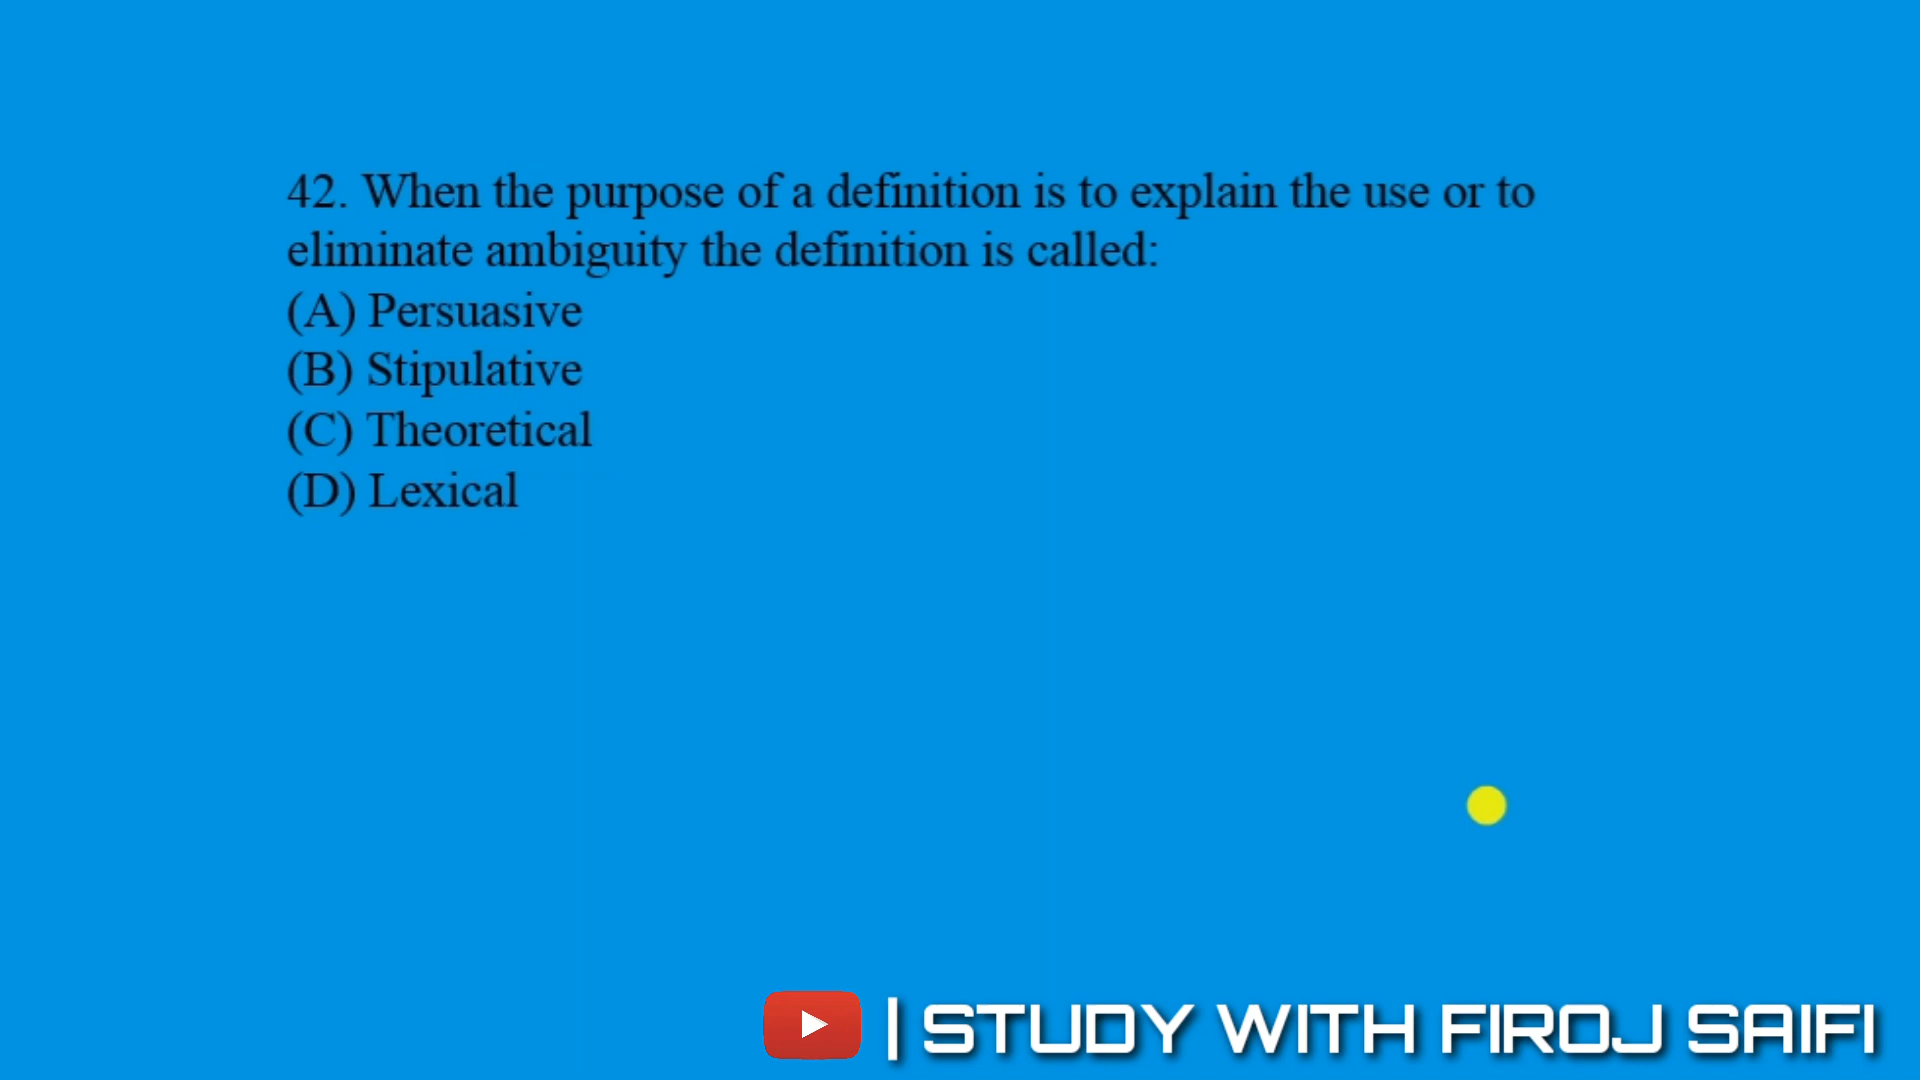 42. When the purpose of a definition is to explain the use or to
eliminate ambiguity the definition is called:
(A) Persuasive
(B) Stipulative
(C) Theoretical
(D) Lexical
| STUDY WITH FIROJ SAIFI